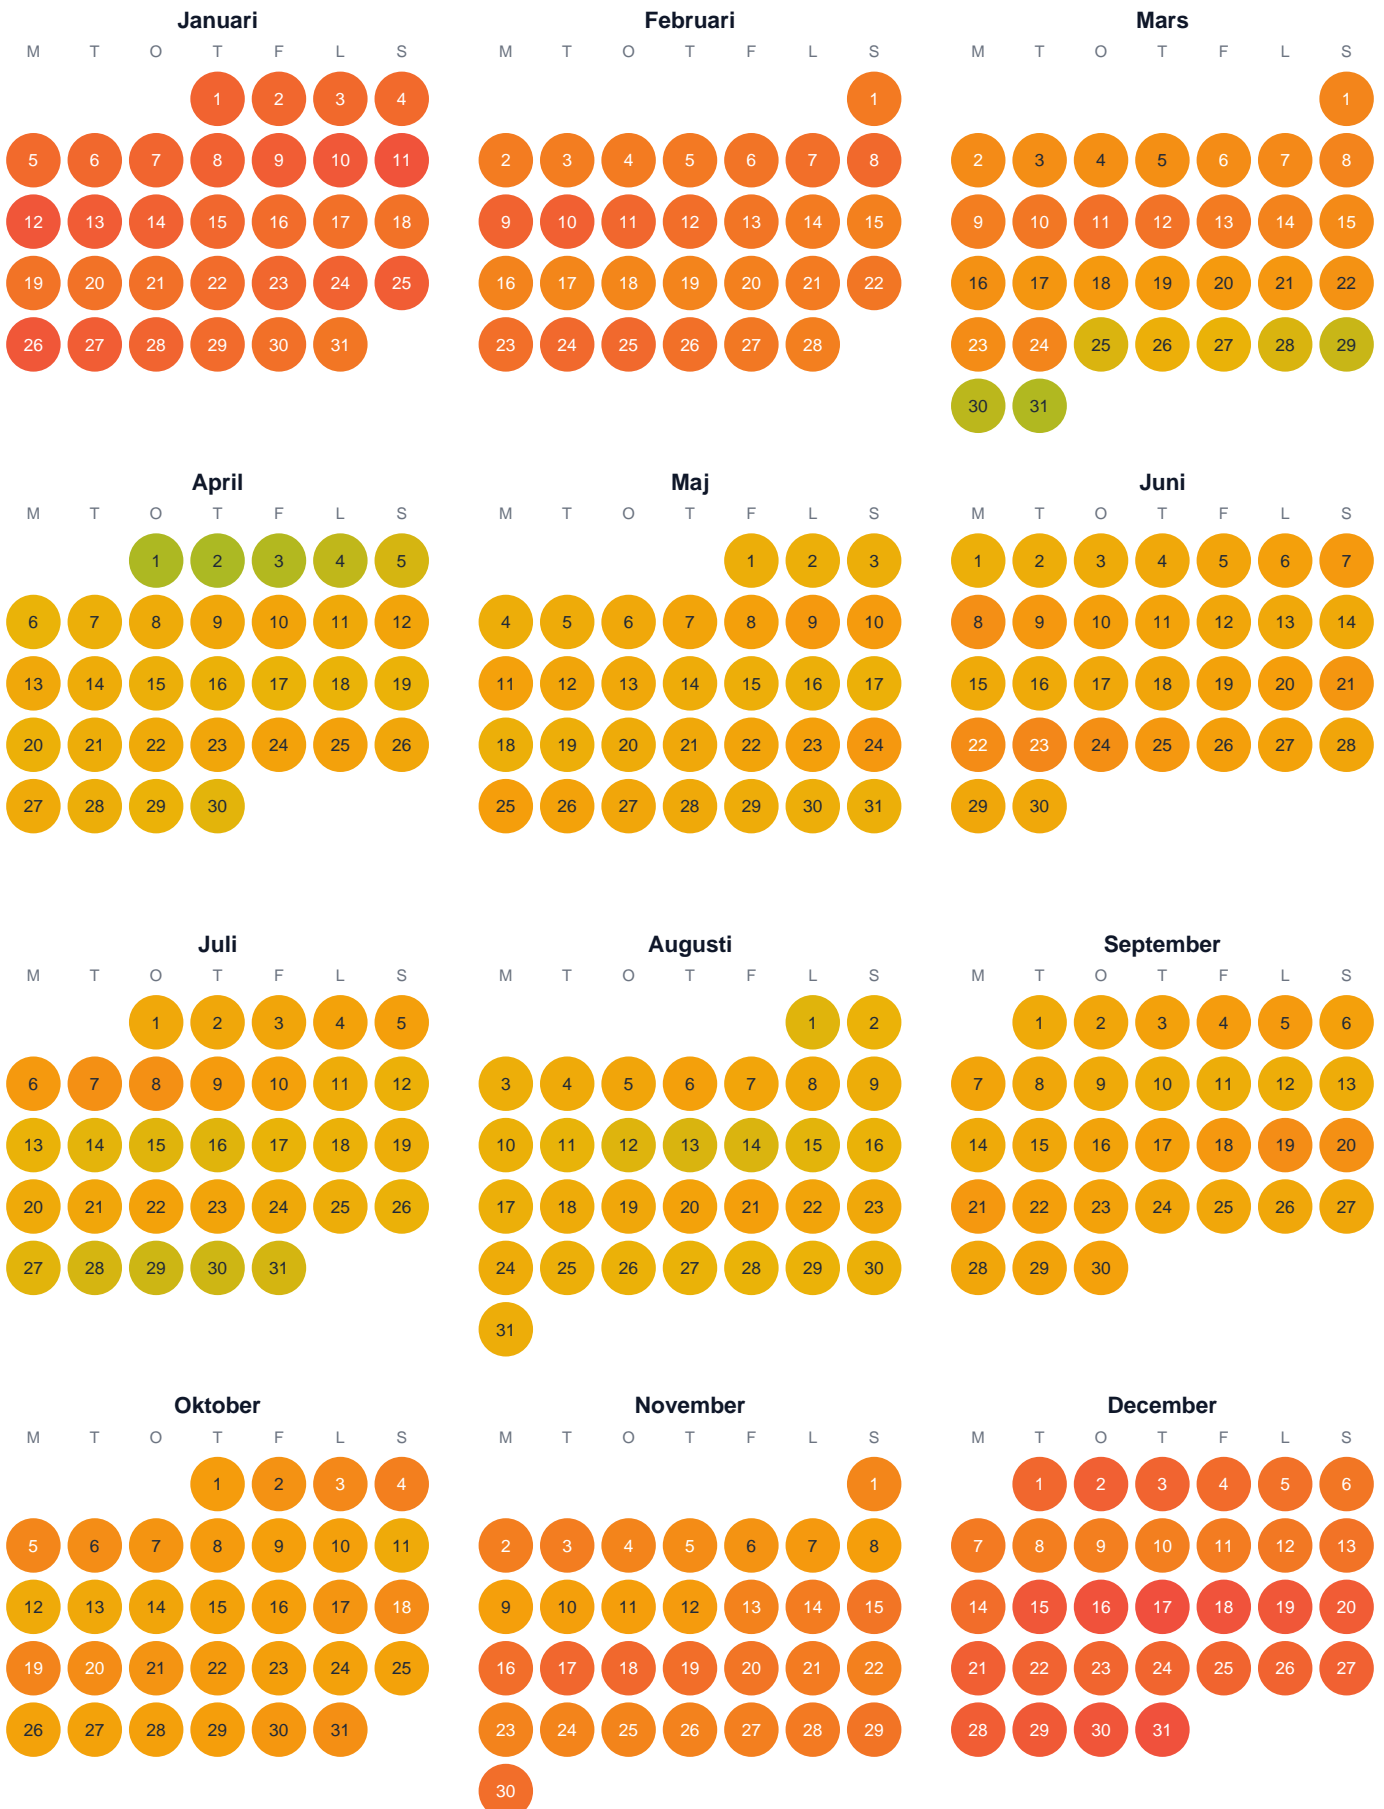 Januari Februari Mars
M T O T F L S M T O T F L S M T O T F L S
1 2 3 4 1 1
5 6 7 8 9 10 11 2 3 4 5 6 7 8 2 3 4 5 6 7 8
12 13 14 15 16 17 18 9 10 11 12 13 14 15 9 10 11 12 13 14 15
19 20 21 22 23 24 25 16 17 18 19 20 21 22 16 17 18 19 20 21 22
26 27 28 29 30 31 23 24 25 26 27 28 23 24 25 26 27 28 29
30 31
April Maj Juni
M T O T F L S M T O T F L S M T O T F L S
1 2 3 4 5 1 2 3 1 2 3 4 5 6 7
6 7 8 9 10 11 12 4 5 6 7 8 9 10 8 9 10 11 12 13 14
13 14 15 16 17 18 19 11 12 13 14 15 16 17 15 16 17 18 19 20 21
20 21 22 23 24 25 26 18 19 20 21 22 23 24 22 23 24 25 26 27 28
27 28 29 30 25 26 27 28 29 30 31 29 30
Juli Augusti September
M T O T F L S M T O T F L S M T O T F L S
1 2 3 4 5 1 2 1 2 3 4 5 6
6 7 8 9 10 11 12 3 4 5 6 7 8 9 7 8 9 10 11 12 13
13 14 15 16 17 18 19 10 11 12 13 14 15 16 14 15 16 17 18 19 20
20 21 22 23 24 25 26 17 18 19 20 21 22 23 21 22 23 24 25 26 27
27 28 29 30 31 24 25 26 27 28 29 30 28 29 30
31
Oktober November December
M T O T F L S M T O T F L S M T O T F L S
1 2 3 4 1 1 2 3 4 5 6
5 6 7 8 9 10 11 2 3 4 5 6 7 8 7 8 9 10 11 12 13
12 13 14 15 16 17 18 9 10 11 12 13 14 15 14 15 16 17 18 19 20
19 20 21 22 23 24 25 16 17 18 19 20 21 22 21 22 23 24 25 26 27
26 27 28 29 30 31 23 24 25 26 27 28 29 28 29 30 31
30